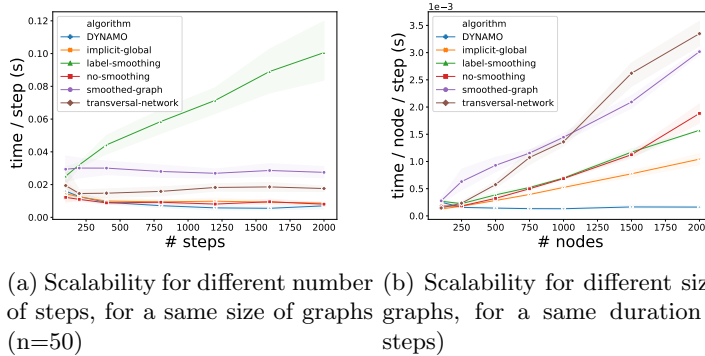 0.12
0.10
0.08
0.06
0.04
0.02
0.00
time / step (s)
algorithm
DYNAMO
implicit-global
label-smoothing
no-smoothing
smoothed-graph
transversal-network
250 500 750 1000 1250 1500 1750 2000
# steps
1e−3
3.5
3.0
2.5
2.0
1.5
1.0
0.5
0.0
time / node / step (s)
algorithm
DYNAMO
implicit-global
label-smoothing
no-smoothing
smoothed-graph
transversal-network
250 500 750 1000 1250 1500 1750 200
# nodes
(a) Scalability for different number
of steps, for a same size of graphs
(n=50)
(b) Scalability for different siz
graphs, for a same duration
steps)